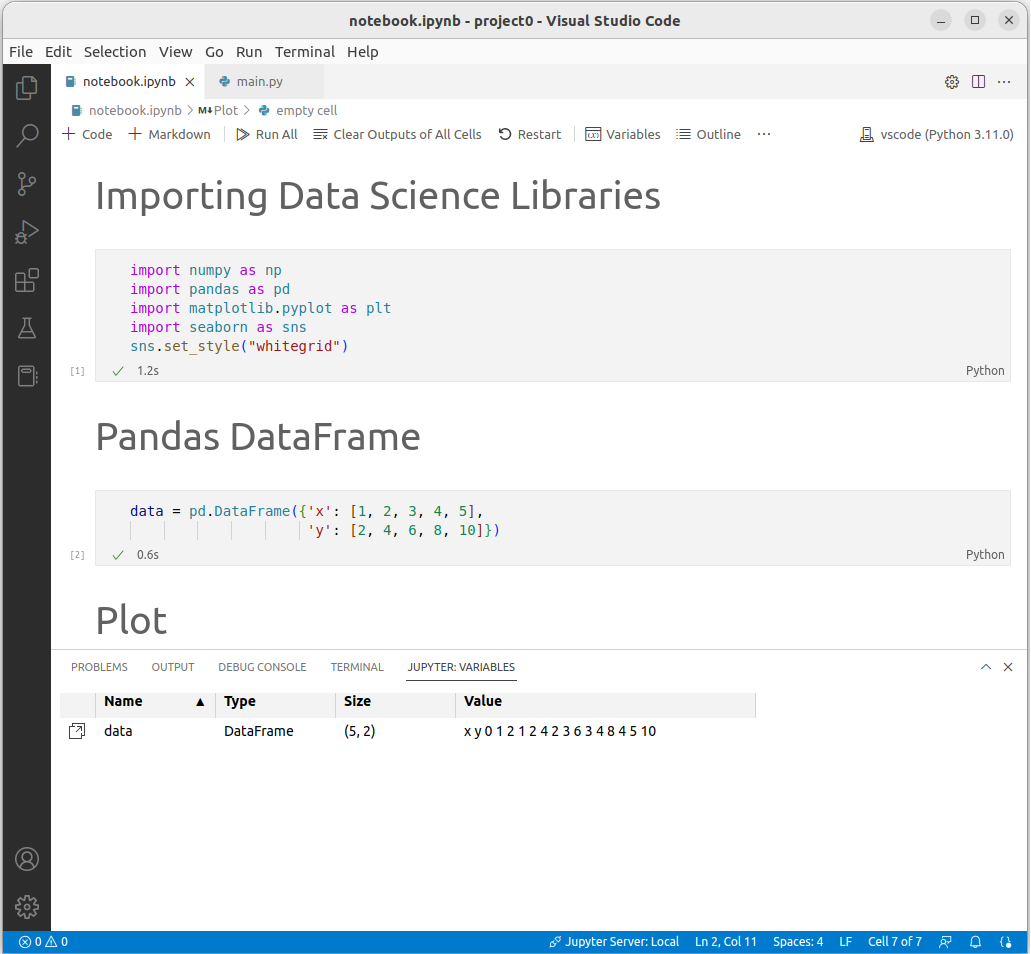 notebook.ipynb - project0 - Visual Studio Code
File Edit Selection View Go Run Terminal Help
notebook.ipynb main.py
notebook.ipynb > M↓Plot > empty cell
+ Code + Markdown Run All Clear Outputs of All Cells Restart Variables Outline ··· vscode (Python 3.11.0)
Importing Data Science Libraries
import numpy as np
import pandas as pd
import matplotlib.pyplot as plt
import seaborn as sns
sns.set_style("whitegrid")
[1] ✓ 1.2s Python
Pandas DataFrame
data = pd.DataFrame({'x': [1, 2, 3, 4, 5],
'y': [2, 4, 6, 8, 10]})
[2] ✓ 0.6s Python
Plot
PROBLEMS OUTPUT DEBUG CONSOLE TERMINAL JUPYTER: VARIABLES
Name ▲ Type Size Value
data DataFrame (5, 2) x y 0 1 2 1 2 4 2 3 6 3 4 8 4 5 10
0 0 Jupyter Server: Local Ln 2, Col 11 Spaces: 4 LF Cell 7 of 7